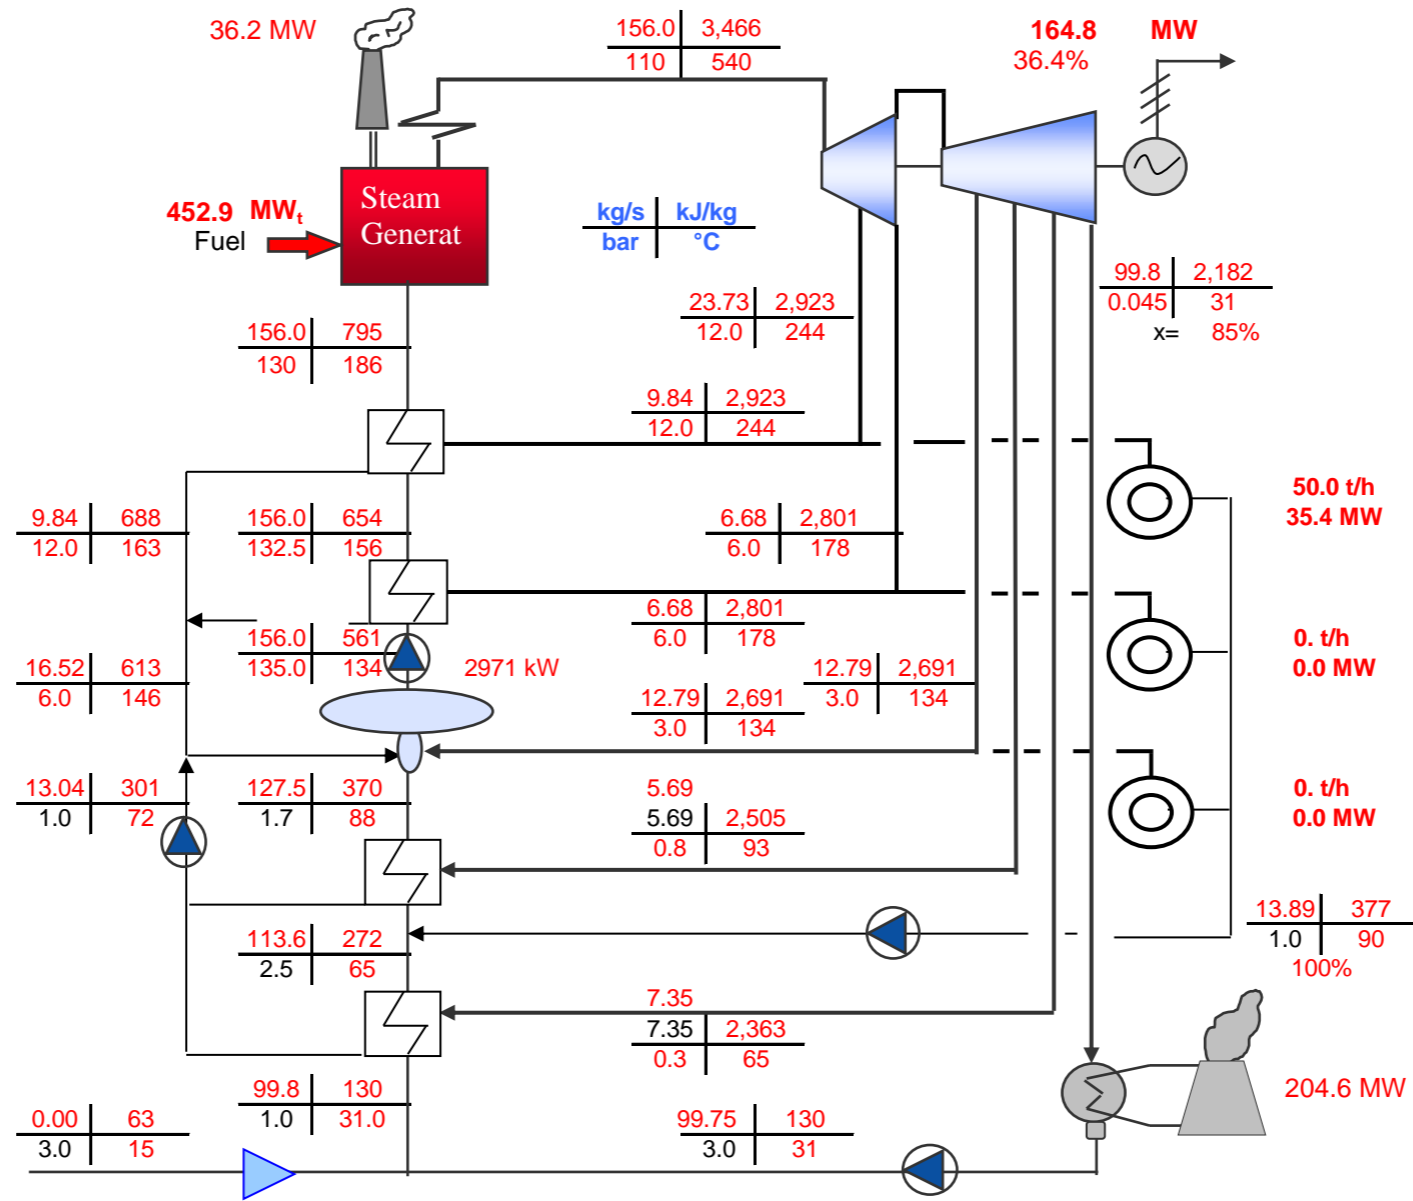 36.2 MW
156.0 3,466
110 540
164.8 MW
36.4%
Steam
Generat
452.9 MWt
Fuel
kg/s kJ/kg
bar °C
99.8 2,182
0.045 31
x= 85%
23.73 2,923
12.0 244
156.0 795
130 186
9.84 2,923
12.0 244
50.0 t/h
35.4 MW
9.84 688
12.0 163
156.0 654
132.5 156
6.68 2,801
6.0 178
6.68 2,801
6.0 178
0. t/h
0.0 MW
156.0 561
135.0 134
2971 kW
16.52 613
6.0 146
12.79 2,691
3.0 134
12.79 2,691
3.0 134
13.04 301
1.0 72
127.5 370
1.7 88
5.69
5.69 2,505
0.8 93
0. t/h
0.0 MW
13.89 377
1.0 90
100%
113.6 272
2.5 65
7.35
7.35 2,363
0.3 65
99.8 130
1.0 31.0
204.6 MW
0.00 63
3.0 15
99.75 130
3.0 31